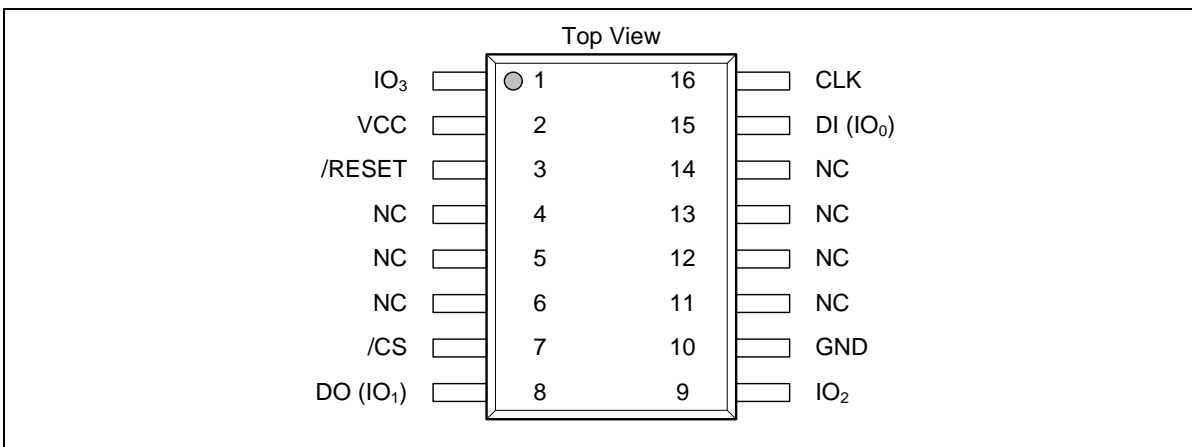 Top View
IO₃ 1 16 CLK
VCC 2 15 DI (IO₀)
/RESET 3 14 NC
NC 4 13 NC
NC 5 12 NC
NC 6 11 NC
/CS 7 10 GND
DO (IO₁) 8 9 IO₂